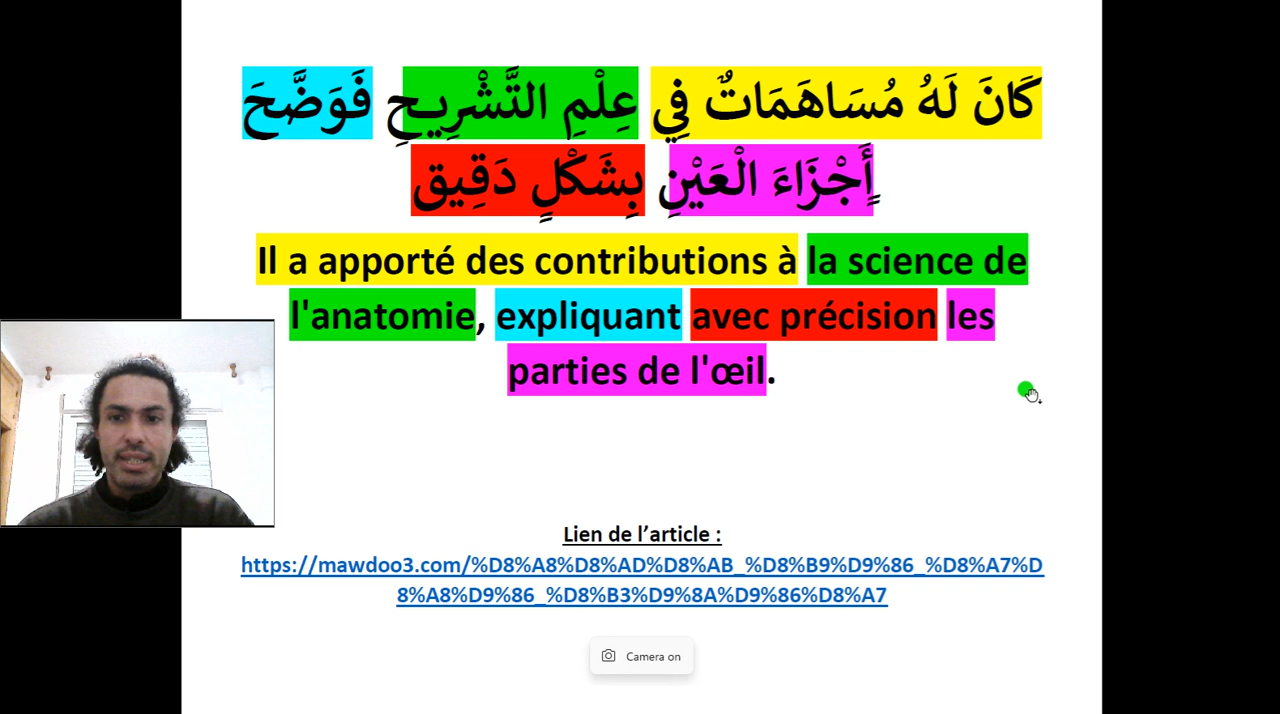 كَانَ لَهُ مُسَاهَمَاتٌ فِي عِلْمِ التَّشْرِيحِ فَوَضَّحَ
أَجْزَاءَ الْعَيْنِ بِشَكْلٍ دَقِيق
Il a apporté des contributions à la science de
l'anatomie, expliquant avec précision les
parties de l'œil.
Lien de l’article :
https://mawdoo3.com/%D8%A8%D8%AD%D8%AB_%D8%B9%D9%86_%D8%A7%D
8%A8%D9%86_%D8%B3%D9%8A%D9%86%D8%A7
Camera on